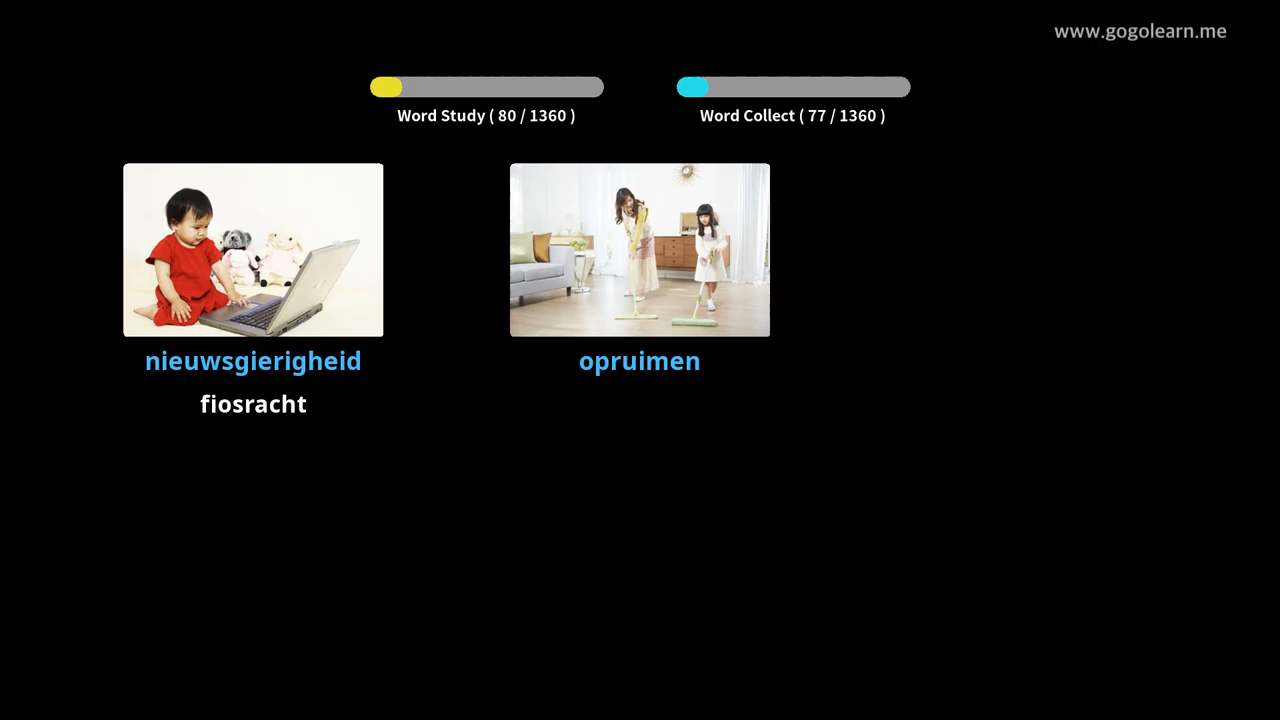 www.gogolearn.me
Word Study ( 80 / 1360 )
Word Collect ( 77 / 1360 )
nieuwsgierigheid
fiosracht
opruimen